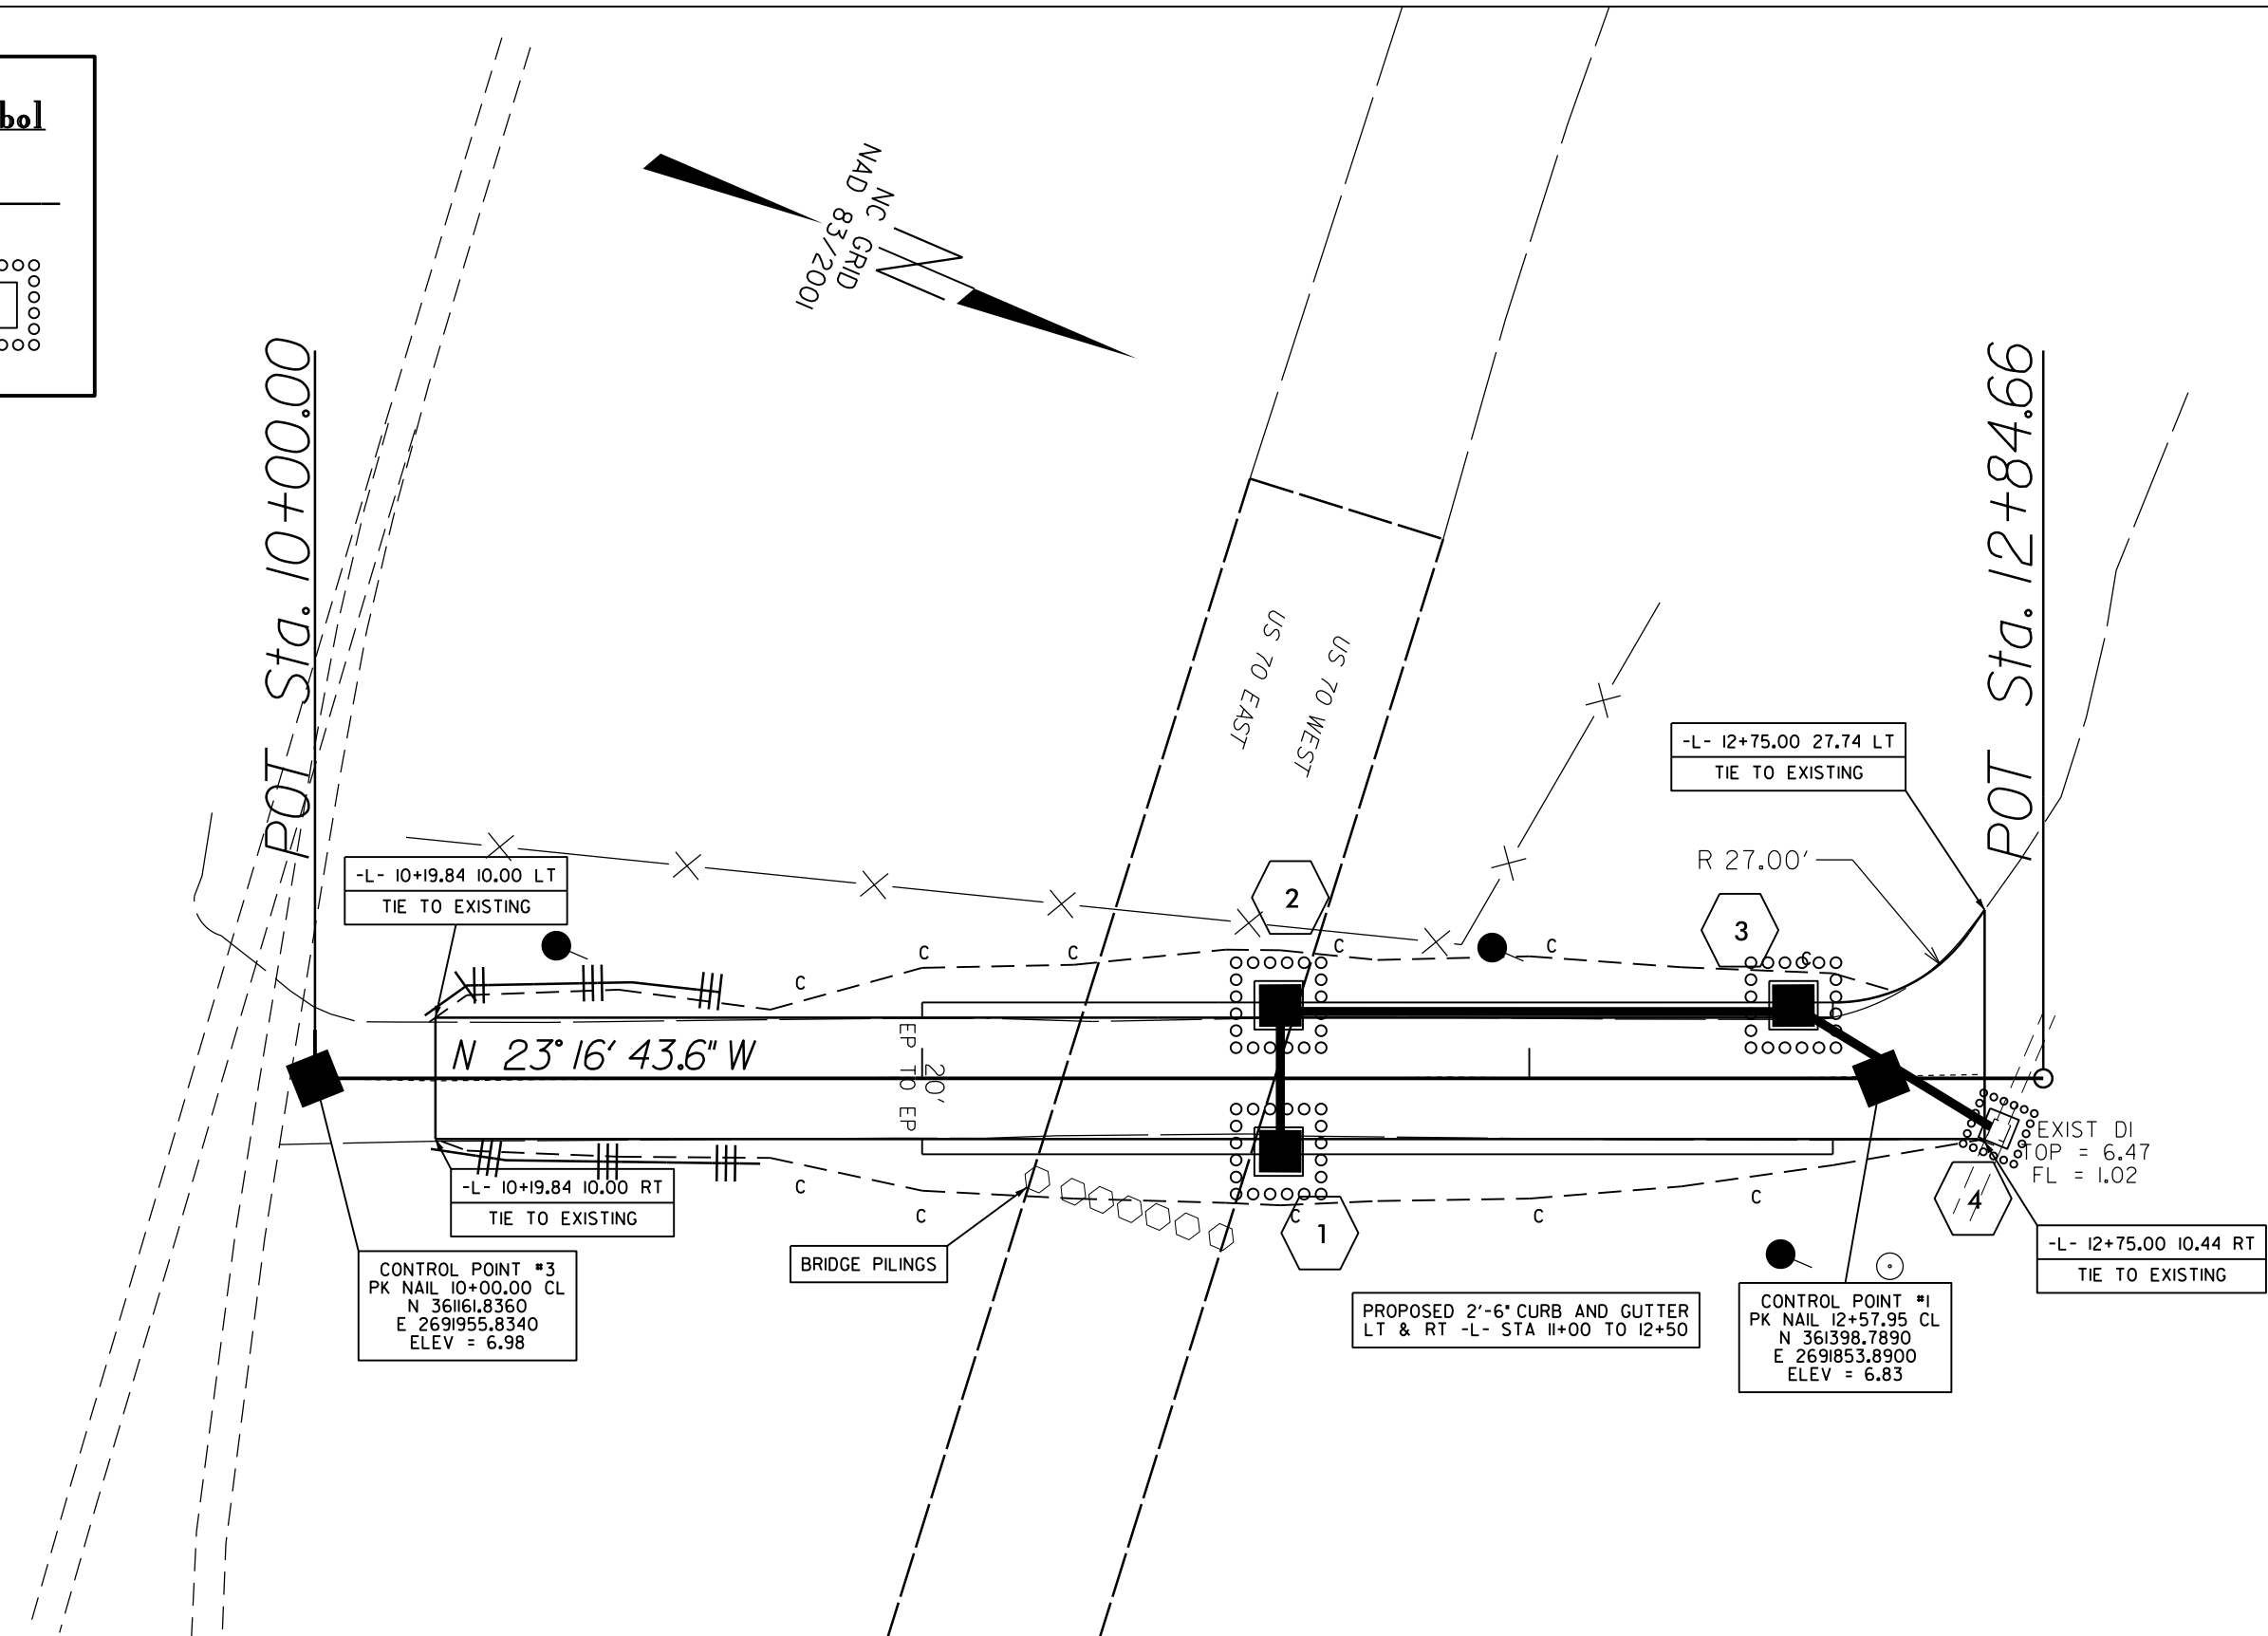 bol
NC GRID
NAD 83/2001
POT Sta. 10+00.00
POT Sta. 12+84.66
US 70 EAST
US 70 WEST
-L- 12+75.00 27.74 LT
TIE TO EXISTING
R 27.00'
-L- 10+19.84 10.00 LT
TIE TO EXISTING
2
3
C
C
C
C
C
C
N 23°16'43.6" W
20'
EP TO EP
EXIST DI
TOP = 6.47
FL = 1.02
-L- 10+19.84 10.00 RT
TIE TO EXISTING
C
C
C
C
C
4
1
-L- 12+75.00 10.44 RT
TIE TO EXISTING
BRIDGE PILINGS
CONTROL POINT #3
PK NAIL 10+00.00 CL
N 361161.8360
E 2691955.8340
ELEV = 6.98
PROPOSED 2'-6" CURB AND GUTTER
LT & RT -L- STA 11+00 TO 12+50
CONTROL POINT #1
PK NAIL 12+57.95 CL
N 361398.7890
E 2691853.8900
ELEV = 6.83